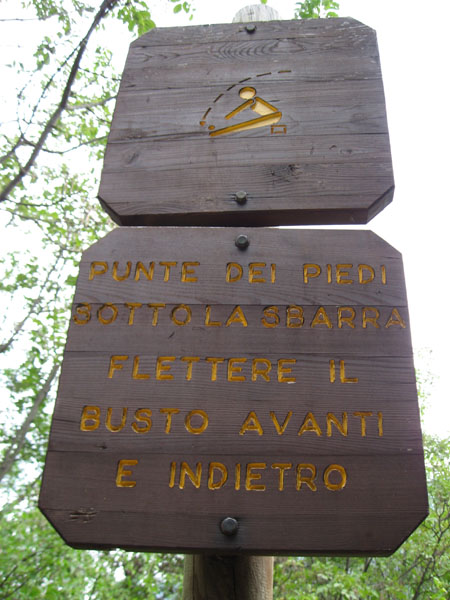 PUNTE DEI PIEDI
SOTTO LA SBARRA
FLETTERE IL
BUSTO AVANTI
E INDIETRO